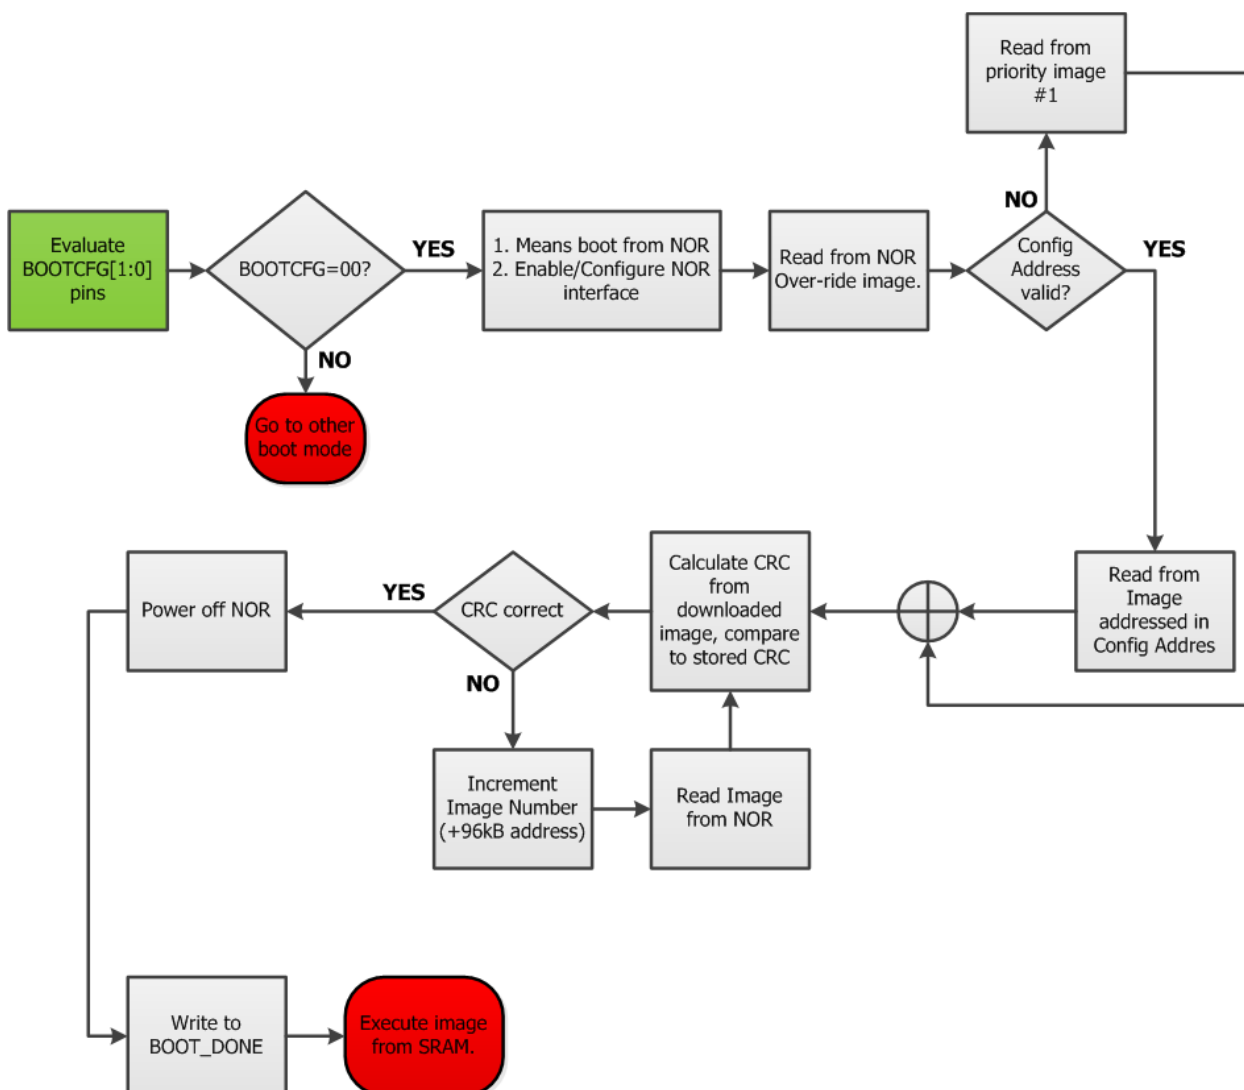 Read from
priority image
#1
NO
Evaluate
BOOTCFG[1:0]
pins
BOOTCFG=00?
YES
1. Means boot from NOR
2. Enable/Configure NOR
interface
Read from NOR
Over-ride image.
Config
Address
valid?
YES
NO
Go to other
boot mode
Power off NOR
YES
CRC correct
NO
Calculate CRC
from
downloaded
image, compare
to stored CRC
Read from
Image
addressed in
Config Addres
Increment
Image Number
(+96kB address)
Read Image
from NOR
Write to
BOOT_DONE
Execute image
from SRAM.